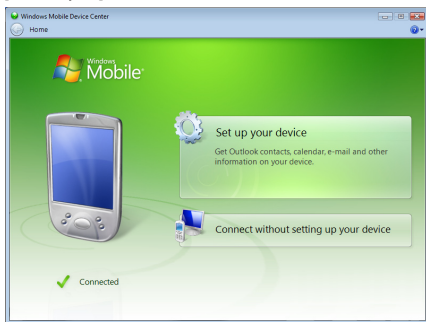 Windows Mobile Device Center
Home
Windows
Mobile
Set up your device
Get Outlook contacts, calendar, e-mail and other
information on your device.
Connect without setting up your device
Connected